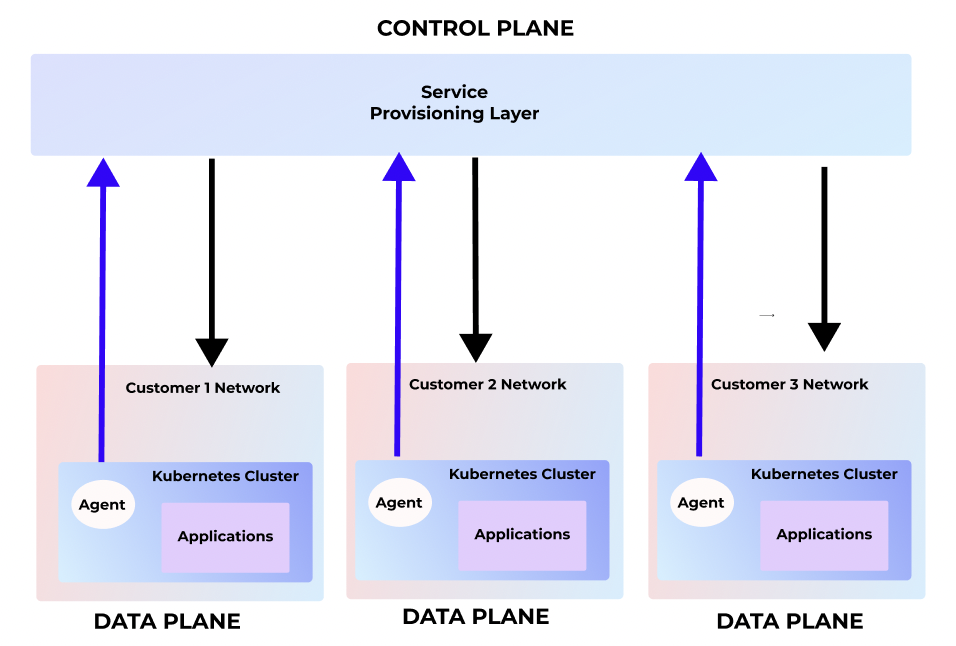 CONTROL PLANE
Service
Provisioning Layer
Customer 1 Network
Kubernetes Cluster
Agent
Applications
DATA PLANE
Customer 2 Network
Kubernetes Cluster
Agent
Applications
DATA PLANE
Customer 3 Network
Kubernetes Cluster
Agent
Applications
DATA PLANE